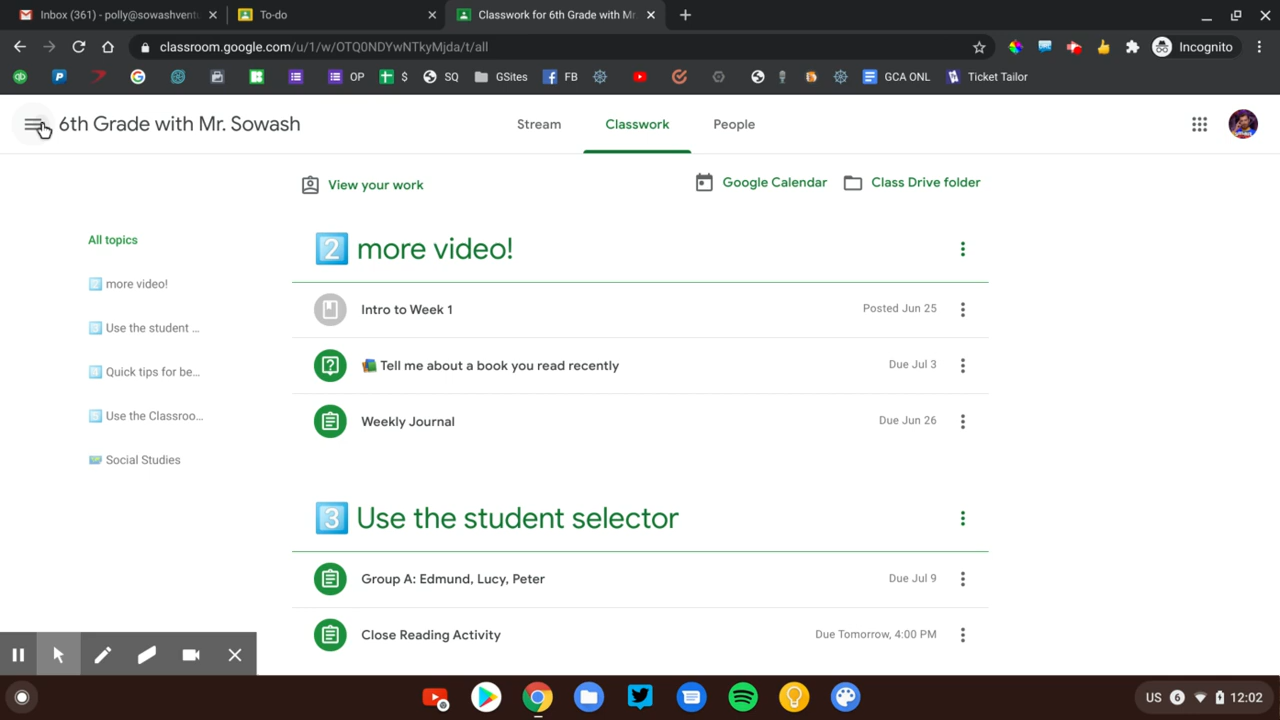 Inbox (361) - polly@sowashventu
To-do
Classwork for 6th Grade with Mr
classroom.google.com/u/1/w/OTQ0NDYwNTkyMjda/t/all
Incognito
OP
$
SQ
GSites
FB
GCA ONL
Ticket Tailor
6th Grade with Mr. Sowash
Stream
Classwork
People
View your work
Google Calendar
Class Drive folder
All topics
2 more video!
Use the student ...
Quick tips for be...
Use the Classroo...
Social Studies
2 more video!
Intro to Week 1
Posted Jun 25
Tell me about a book you read recently
Due Jul 3
Weekly Journal
Due Jun 26
3 Use the student selector
Group A: Edmund, Lucy, Peter
Due Jul 9
Close Reading Activity
Due Tomorrow, 4:00 PM
US 6 12:02